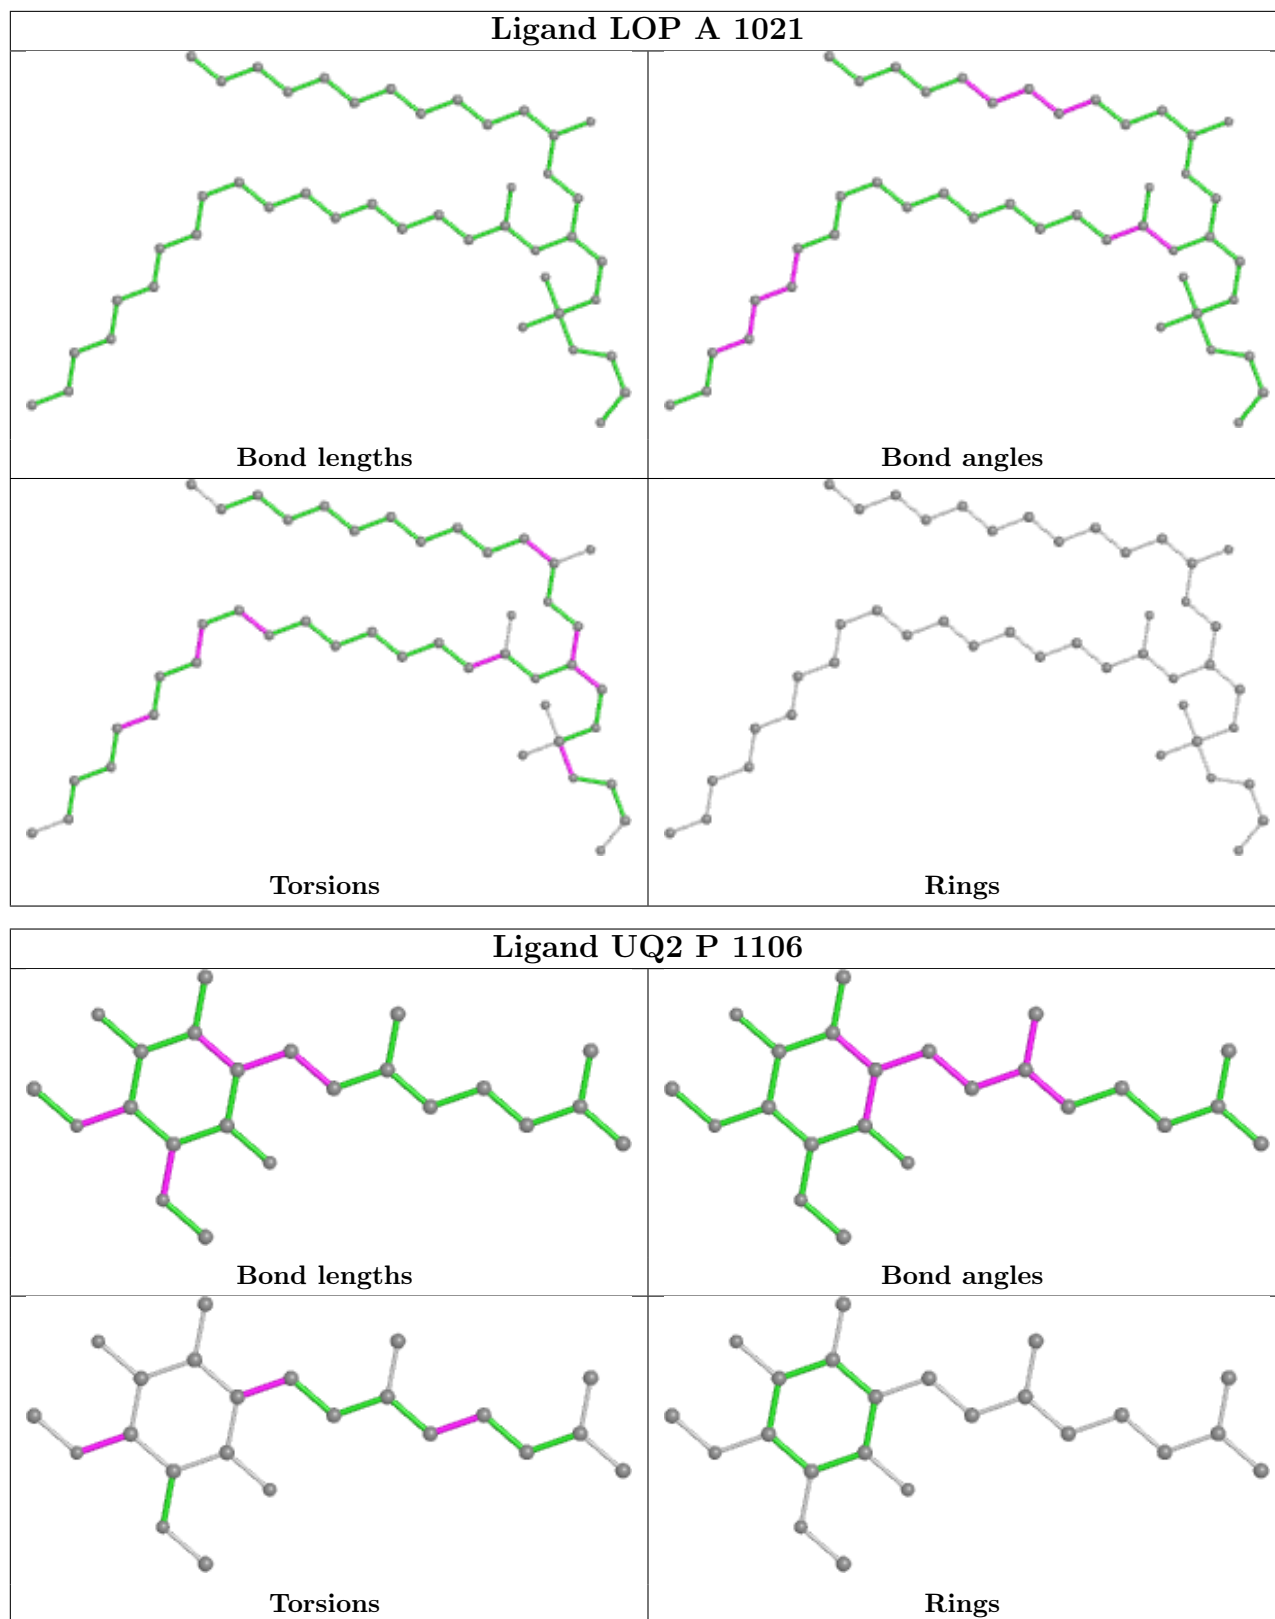 Ligand LOP A 1021
Bond lengths
Bond angles
Torsions
Rings
Ligand UQ2 P 1106
Bond lengths
Bond angles
Torsions
Rings